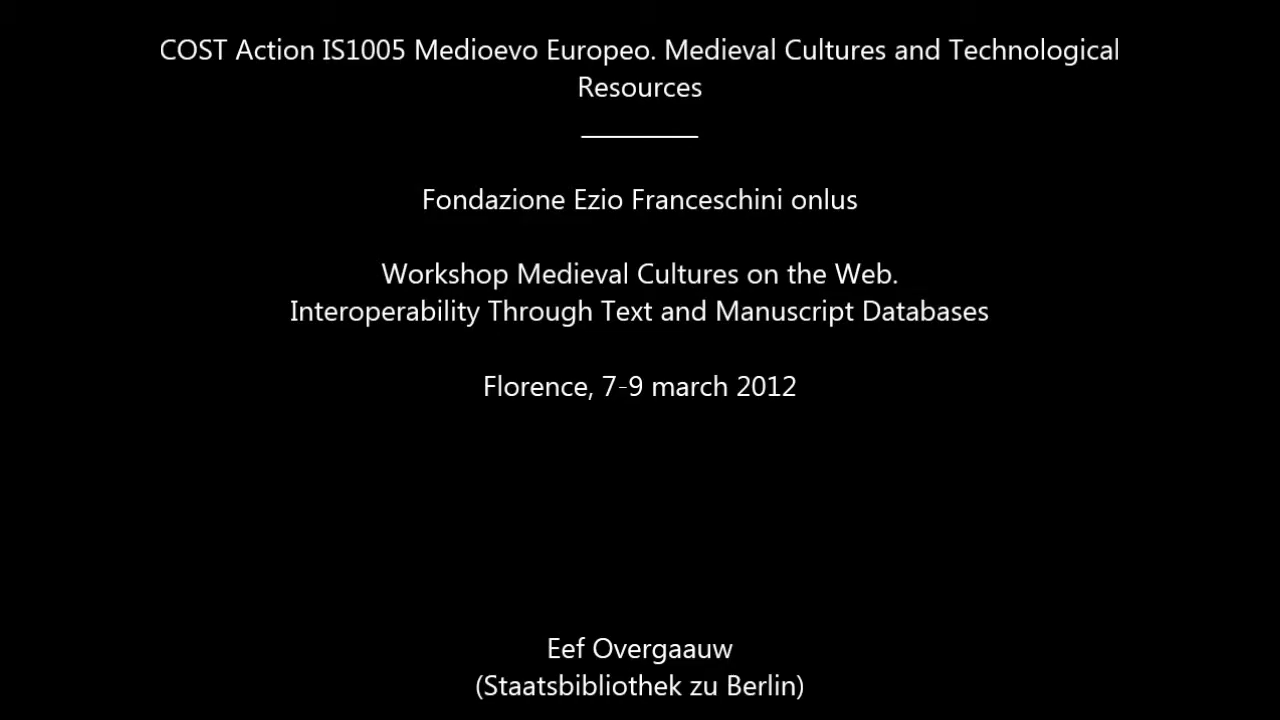 COST Action IS1005 Medioevo Europeo. Medieval Cultures and Technological
Resources
Fondazione Ezio Franceschini onlus
Workshop Medieval Cultures on the Web.
Interoperability Through Text and Manuscript Databases
Florence, 7-9 march 2012
Eef Overgaauw
(Staatsbibliothek zu Berlin)